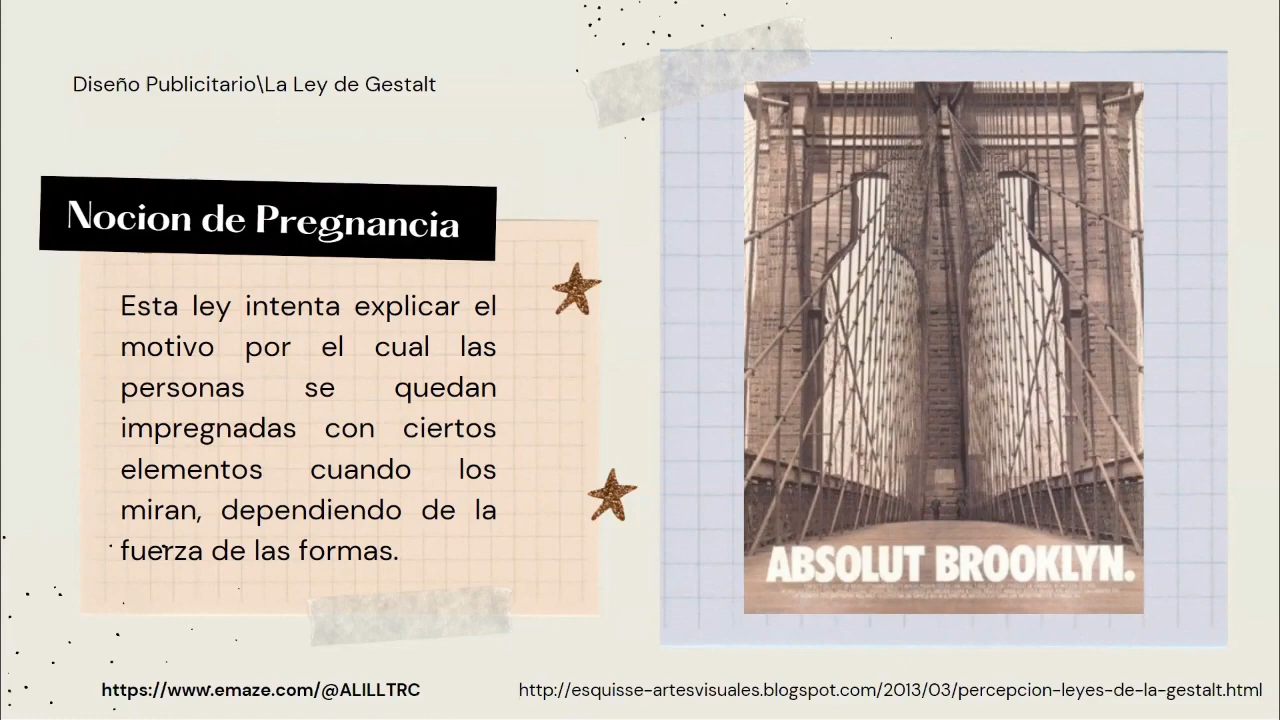 Diseño Publicitario\La Ley de Gestalt
Nocion de Pregnancia
Esta ley intenta explicar el
motivo por el cual las
personas se quedan
impregnadas con ciertos
elementos cuando los
miran, dependiendo de la
fuerza de las formas.
ABSOLUT BROOKLYN.
https://www.emaze.com/@ALILLTRC
http://esquisse-artesvisuales.blogspot.com/2013/03/percepcion-leyes-de-la-gestalt.html